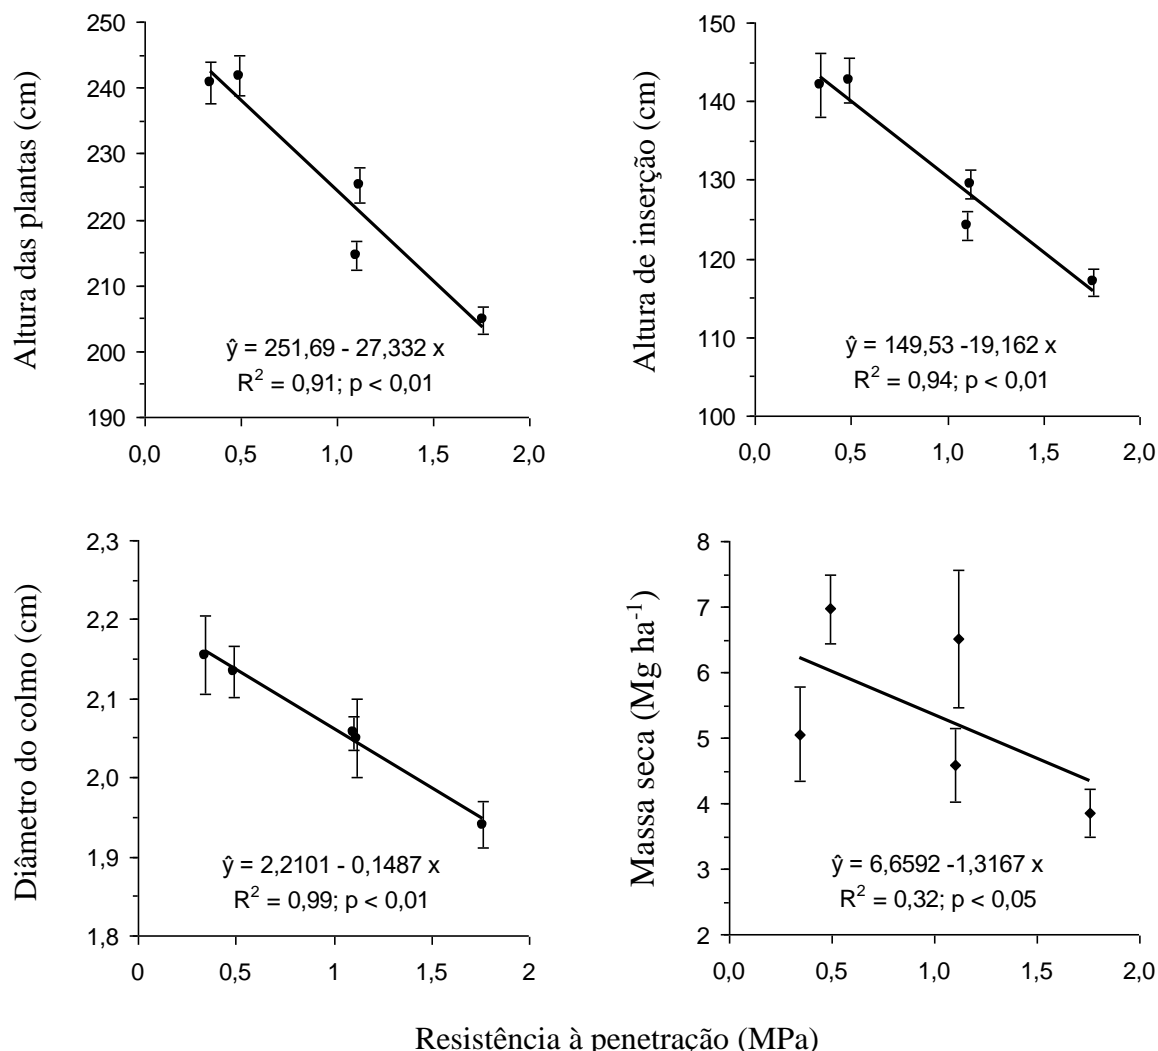 Altura das plantas (cm)
250
240
230
220
210
200
190
0,0 0,5 1,0 1,5 2,0
ŷ = 251,69 - 27,332 x
R² = 0,91; p < 0,01
Altura de inserção (cm)
150
140
130
120
110
100
0,0 0,5 1,0 1,5 2,0
ŷ = 149,53 -19,162 x
R² = 0,94; p < 0,01
Diâmetro do colmo (cm)
2,3
2,2
2,1
2,0
1,9
1,8
0 0,5 1 1,5 2
ŷ = 2,2101 - 0,1487 x
R² = 0,99; p < 0,01
Massa seca (Mg ha⁻¹)
8
7
6
5
4
3
2
0,0 0,5 1,0 1,5 2,0
ŷ = 6,6592 -1,3167 x
R² = 0,32; p < 0,05
Resistência à penetração (MPa)